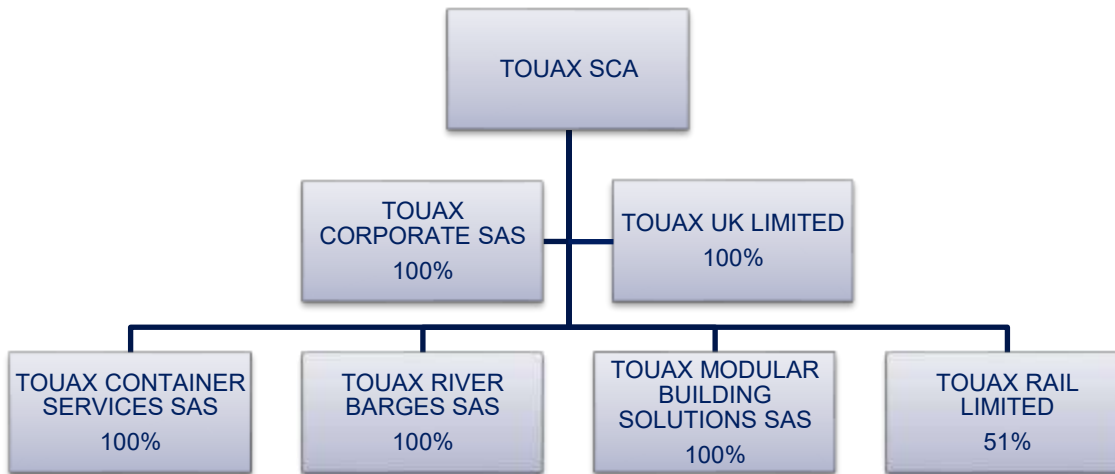 TOUAX SCA
TOUAX
CORPORATE SAS
100%
TOUAX UK LIMITED
100%
TOUAX CONTAINER
SERVICES SAS
100%
TOUAX RIVER
BARGES SAS
100%
TOUAX MODULAR
BUILDING
SOLUTIONS SAS
100%
TOUAX RAIL
LIMITED
51%